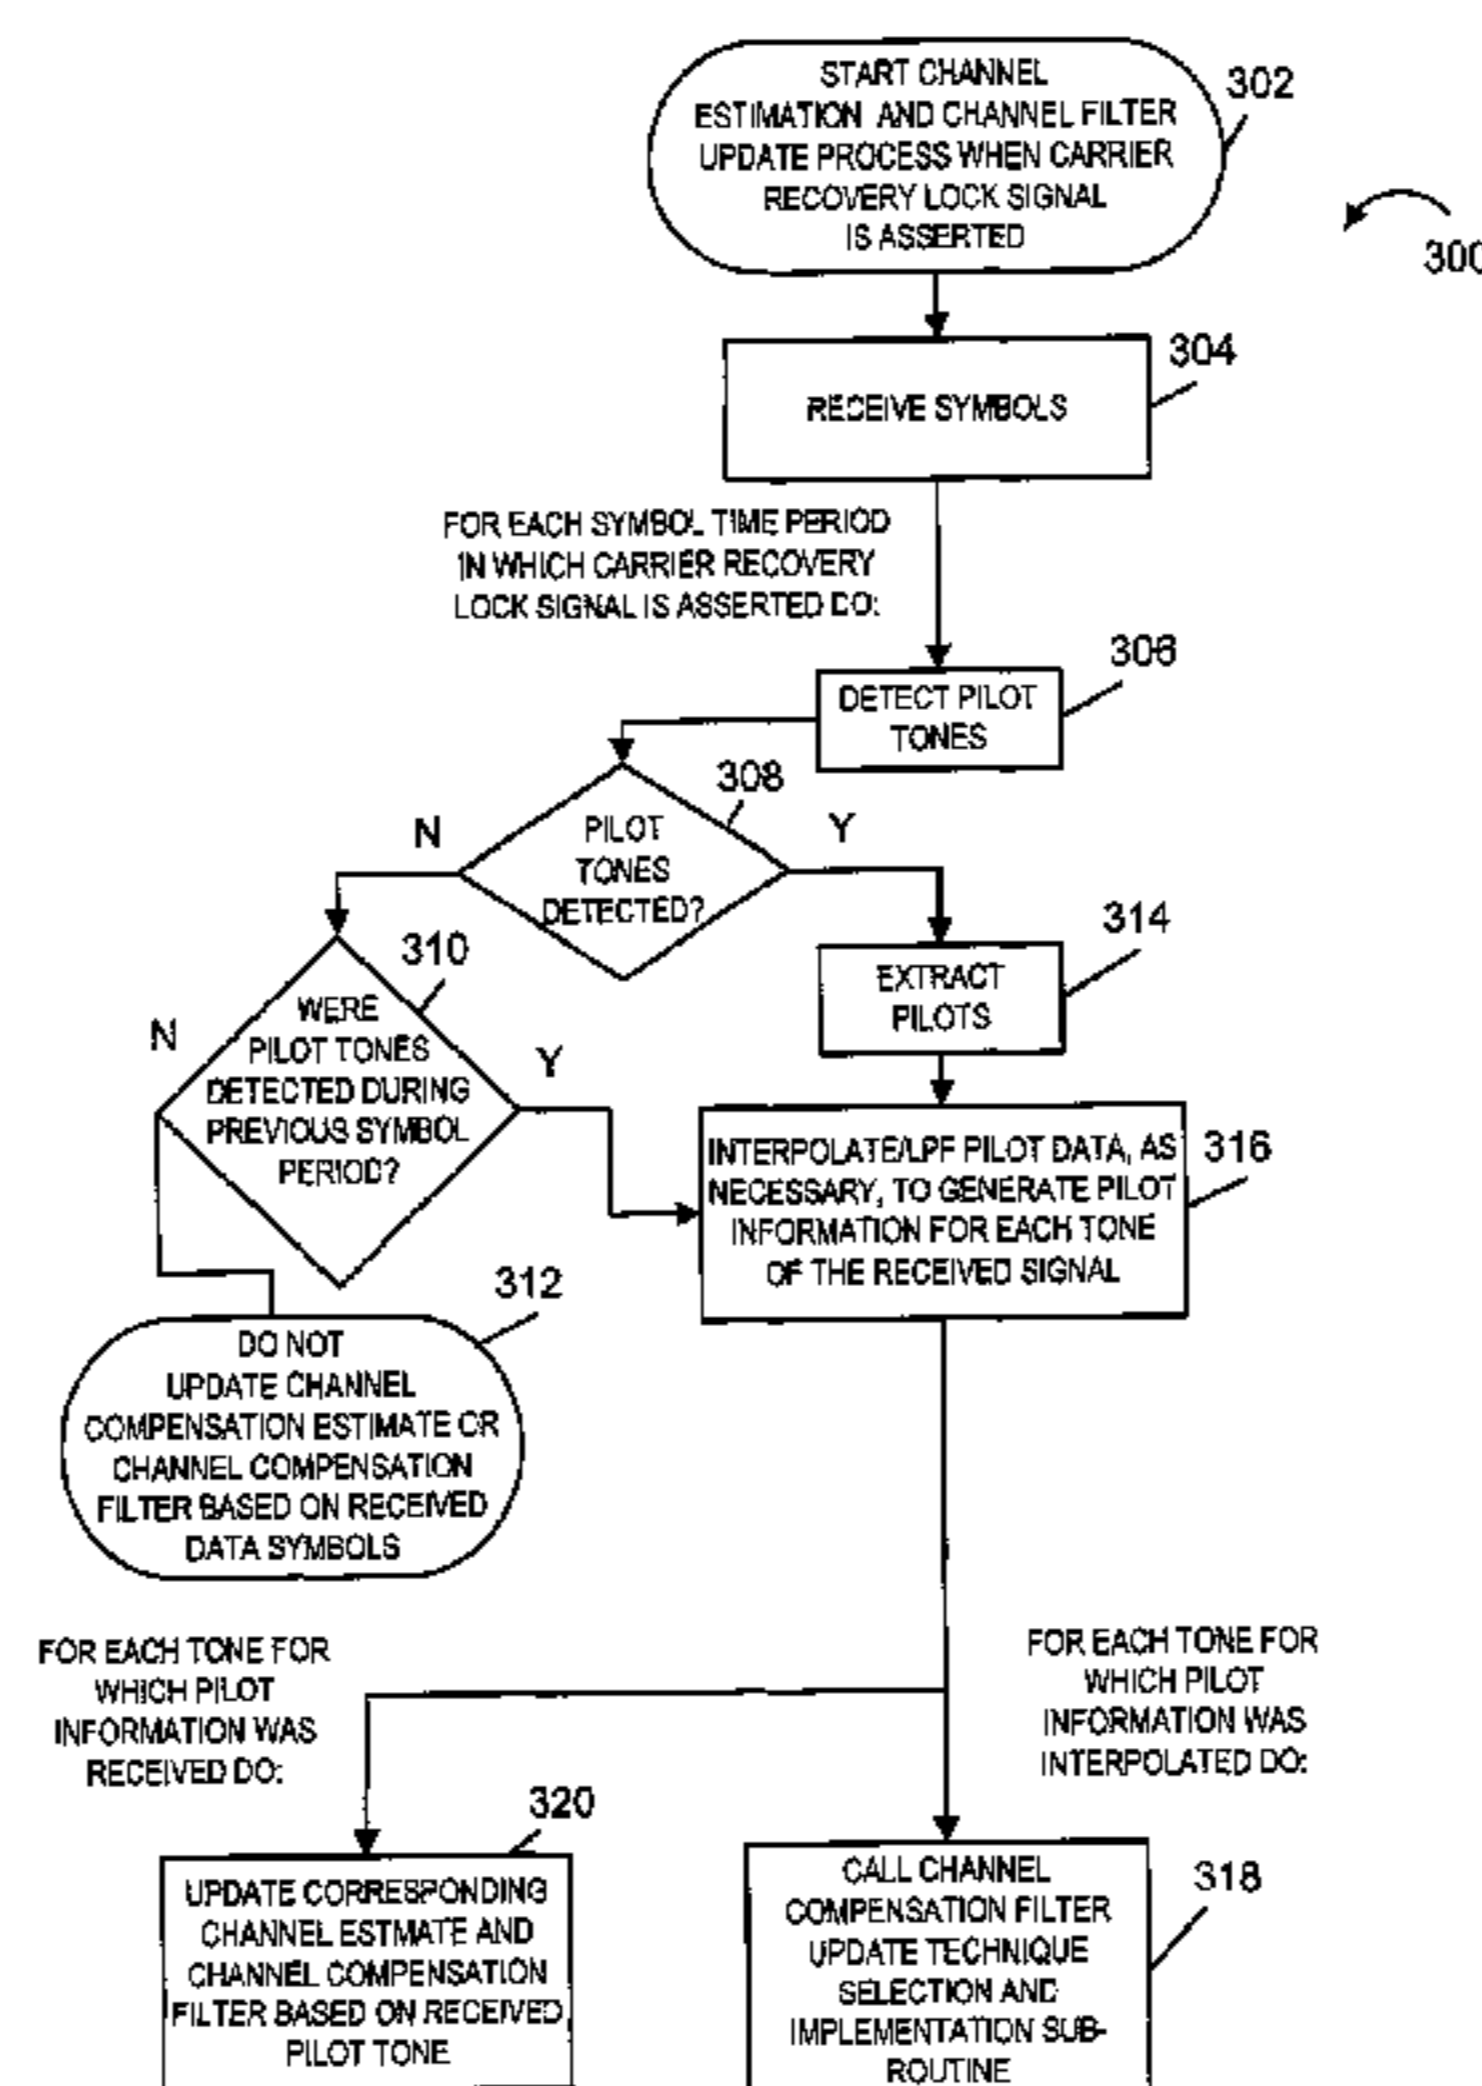 START CHANNEL
ESTIMATION AND CHANNEL FILTER
UPDATE PROCESS WHEN CARRIER
RECOVERY LOCK SIGNAL
IS ASSERTED
302
300
304
RECEIVE SYMBOLS
FOR EACH SYMBOL TIME PERIOD
IN WHICH CARRIER RECOVERY
LOCK SIGNAL IS ASSERTED DO:
306
DETECT PILOT
TONES
308
N
Y
PILOT
TONES
DETECTED?
314
EXTRACT
PILOTS
310
N
Y
WERE
PILOT TONES
DETECTED DURING
PREVIOUS SYMBOL
PERIOD?
316
INTERPOLATE/LPF PILOT DATA, AS
NECESSARY, TO GENERATE PILOT
INFORMATION FOR EACH TONE
OF THE RECEIVED SIGNAL
312
DO NOT
UPDATE CHANNEL
COMPENSATION ESTIMATE OR
CHANNEL COMPENSATION
FILTER BASED ON RECEIVED
DATA SYMBOLS
FOR EACH TONE FOR
WHICH PILOT
INFORMATION WAS
RECEIVED DO:
FOR EACH TONE FOR
WHICH PILOT
INFORMATION WAS
INTERPOLATED DO:
320
UPDATE CORRESPONDING
CHANNEL ESTMATE AND
CHANNEL COMPENSATION
FILTER BASED ON RECEIVED
PILOT TONE
318
CALL CHANNEL
COMPENSATION FILTER
UPDATE TECHNIQUE
SELECTION AND
IMPLEMENTATION SUB-
ROUTINE